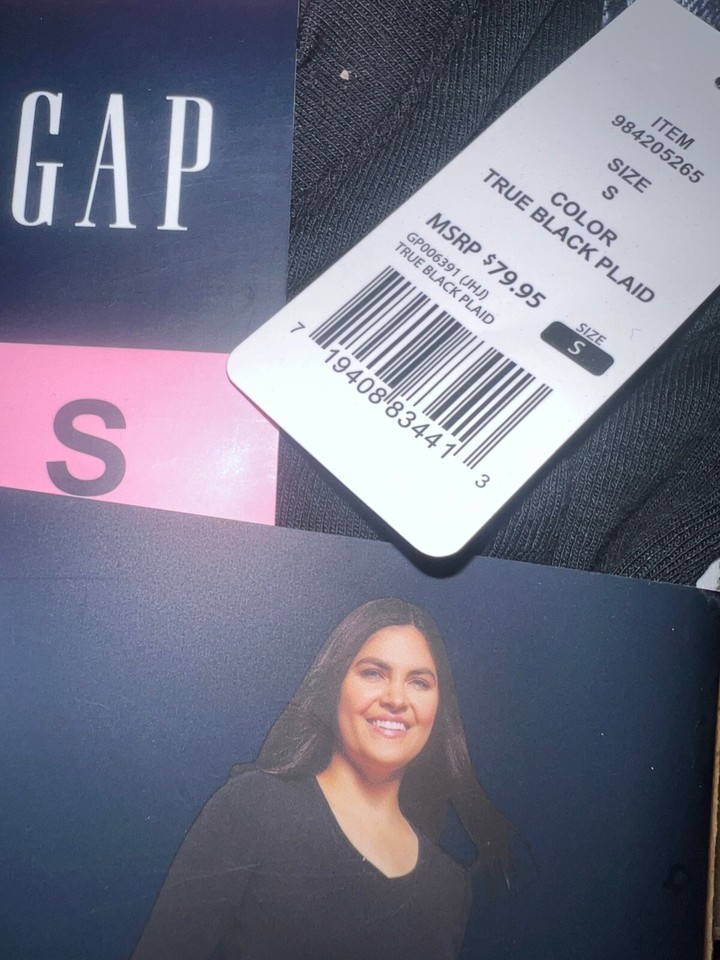 GAP
S
ITEM
984205265
SIZE
S
COLOR
TRUE BLACK PLAID
MSRP $79.95
GP006391 (JHJ)
TRUE BLACK PLAID
SIZE
S
7 19408 83441 3